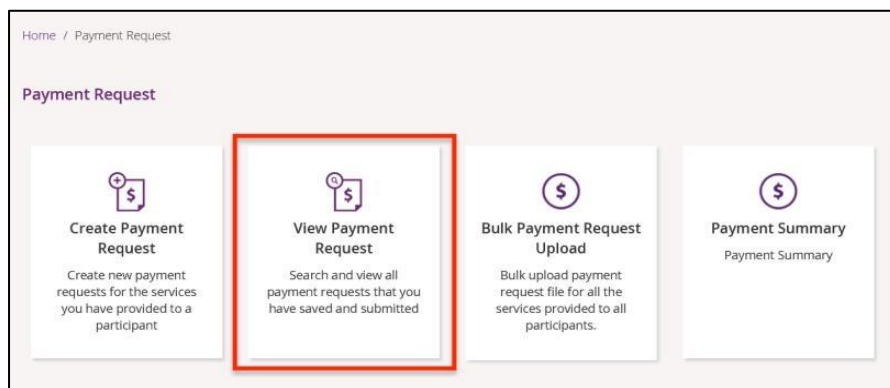 Home / Payment Request
Payment Request
Create Payment
Request
Create new payment
requests for the services
you have provided to a
participant
View Payment
Request
Search and view all
payment requests that you
have saved and submitted
Bulk Payment Request
Upload
Bulk upload payment
request file for all the
services provided to all
participants.
Payment Summary
Payment Summary